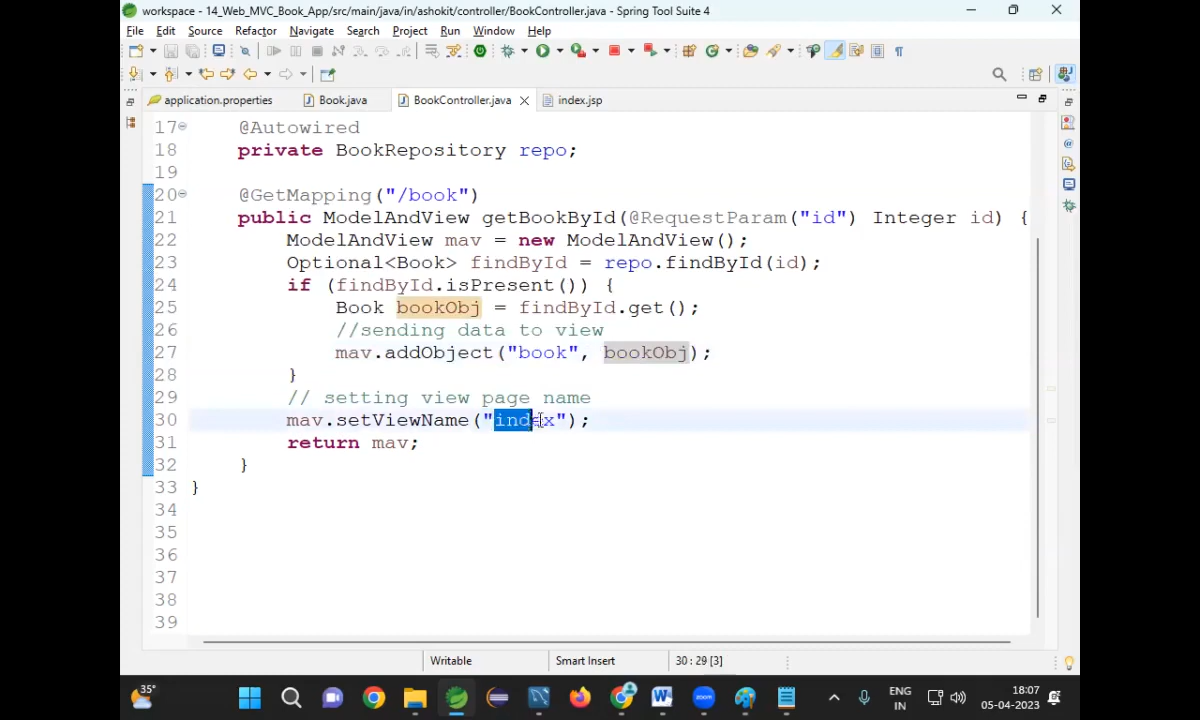 workspace - 14_Web_MVC_Book_App/src/main/java/in/ashokit/controller/BookController.java - Spring Tool Suite 4
File Edit Source Refactor Navigate Search Project Run Window Help
application.properties Book.java BookController.java index.jsp
17 @Autowired
18 private BookRepository repo;
19
20 @GetMapping("/book")
21 public ModelAndView getBookById(@RequestParam("id") Integer id) {
22 ModelAndView mav = new ModelAndView();
23 Optional<Book> findById = repo.findById(id);
24 if (findById.isPresent()) {
25 Book bookObj = findById.get();
26 //sending data to view
27 mav.addObject("book", bookObj);
28 }
29 // setting view page name
30 mav.setViewName("index");
31 return mav;
32 }
33 }
34
35
36
37
38
39
Writable Smart Insert 30 : 29 [3]
35°
zoom
ENG
IN
18:07
05-04-2023